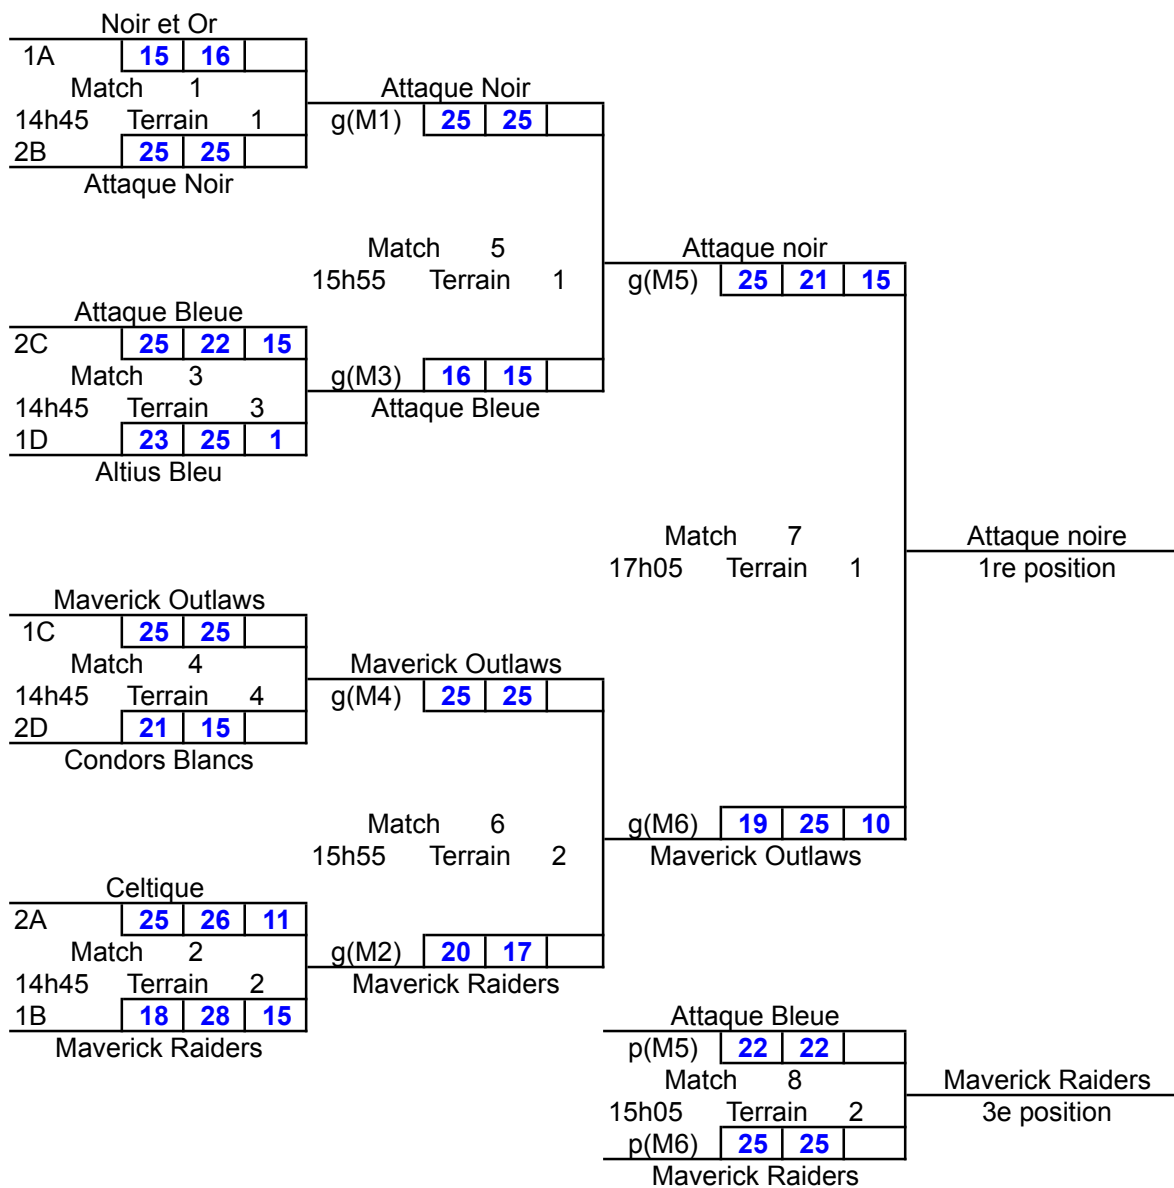 Noir et Or
1A 15 16
Match 1
14h45 Terrain 1
2B 25 25
Attaque Noir
Attaque Noir
g(M1) 25 25
Match 5
15h55 Terrain 1
Attaque noir
g(M5) 25 21 15
Attaque Bleue
2C 25 22 15
Match 3
14h45 Terrain 3
1D 23 25 1
Altius Bleu
g(M3) 16 15
Attaque Bleue
Match 7
17h05 Terrain 1
Attaque noire
1re position
Maverick Outlaws
1C 25 25
Match 4
14h45 Terrain 4
2D 21 15
Condors Blancs
Maverick Outlaws
g(M4) 25 25
Match 6
15h55 Terrain 2
g(M6) 19 25 10
Maverick Outlaws
Celtique
2A 25 26 11
Match 2
14h45 Terrain 2
1B 18 28 15
Maverick Raiders
g(M2) 20 17
Maverick Raiders
Attaque Bleue
p(M5) 22 22
Match 8
15h05 Terrain 2
p(M6) 25 25
Maverick Raiders
Maverick Raiders
3e position